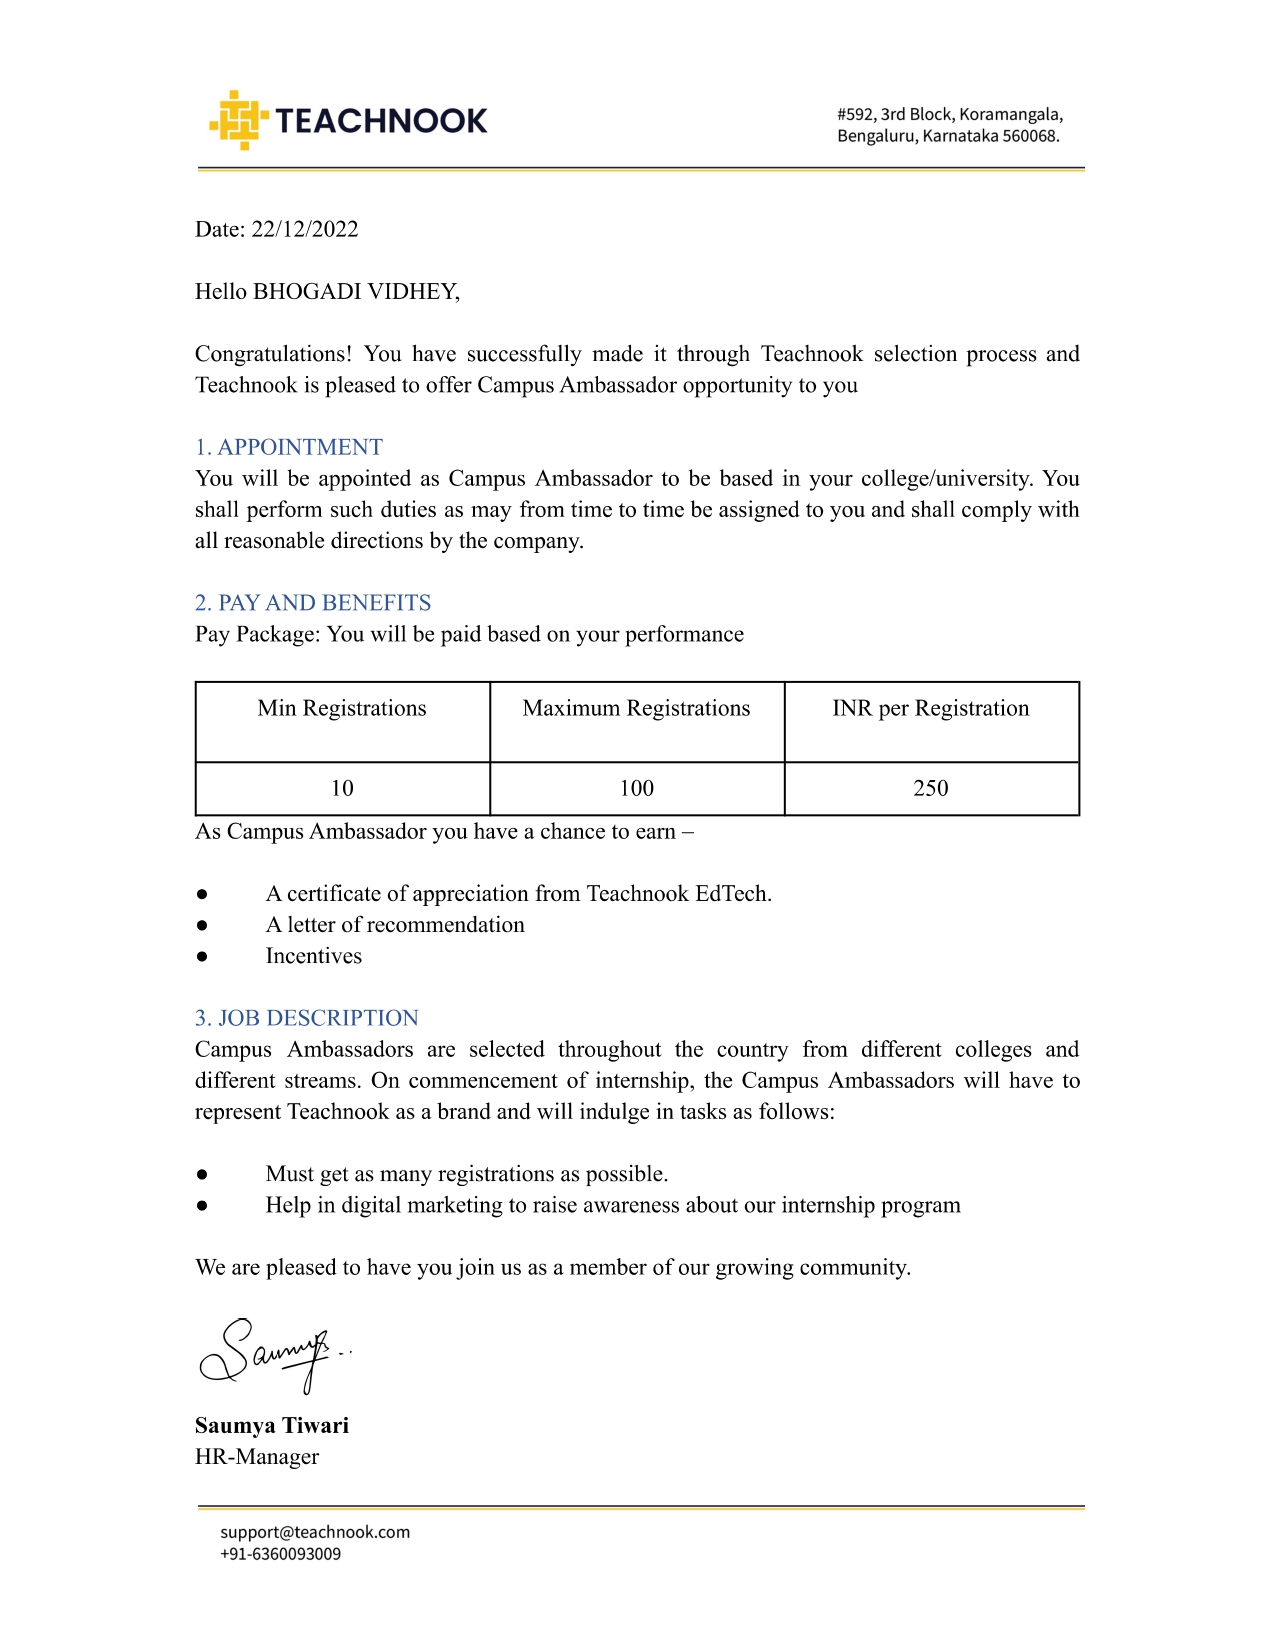 TEACHNOOK
#592, 3rd Block, Koramangala,
Bengaluru, Karnataka 560068.
Date: 22/12/2022
Hello BHOGADI VIDHEY,
Congratulations! You have successfully made it through Teachnook selection process and
Teachnook is pleased to offer Campus Ambassador opportunity to you
1. APPOINTMENT
You will be appointed as Campus Ambassador to be based in your college/university. You
shall perform such duties as may from time to time be assigned to you and shall comply with
all reasonable directions by the company.
2. PAY AND BENEFITS
Pay Package: You will be paid based on your performance
Min Registrations Maximum Registrations INR per Registration
10 100 250
As Campus Ambassador you have a chance to earn –
● A certificate of appreciation from Teachnook EdTech.
● A letter of recommendation
● Incentives
3. JOB DESCRIPTION
Campus Ambassadors are selected throughout the country from different colleges and
different streams. On commencement of internship, the Campus Ambassadors will have to
represent Teachnook as a brand and will indulge in tasks as follows:
● Must get as many registrations as possible.
● Help in digital marketing to raise awareness about our internship program
We are pleased to have you join us as a member of our growing community.
Saumya..
Saumya Tiwari
HR-Manager
support@teachnook.com
+91-6360093009